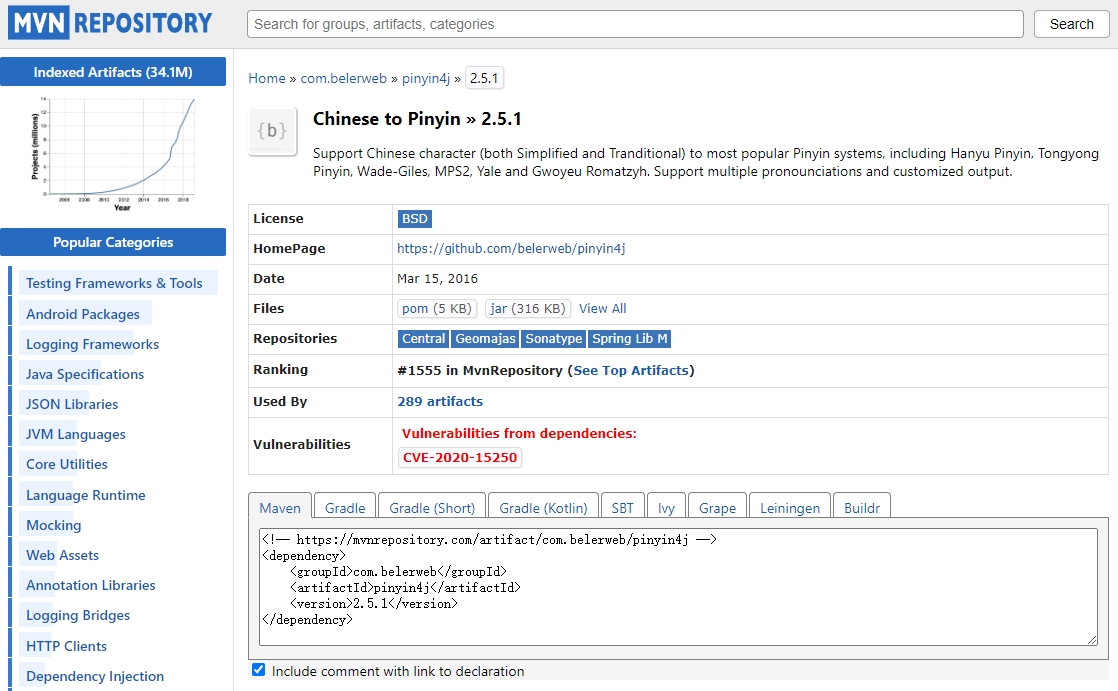 MVN REPOSITORY
Search for groups, artifacts, categories
Search
Indexed Artifacts (34.1M)
Projects (millions)
14
12
10
8
6
4
2
0
2006 2008 2010 2012 2014 2016 2018
Year
Popular Categories
Testing Frameworks & Tools
Android Packages
Logging Frameworks
Java Specifications
JSON Libraries
JVM Languages
Core Utilities
Language Runtime
Mocking
Web Assets
Annotation Libraries
Logging Bridges
HTTP Clients
Dependency Injection
Home » com.belerweb » pinyin4j » 2.5.1
{b}
Chinese to Pinyin » 2.5.1
Support Chinese character (both Simplified and Tranditional) to most popular Pinyin systems, including Hanyu Pinyin, Tongyong
Pinyin, Wade-Giles, MPS2, Yale and Gwoyeu Romatzyh. Support multiple pronounciations and customized output.
License BSD
HomePage https://github.com/belerweb/pinyin4j
Date Mar 15, 2016
Files pom (5 KB) jar (316 KB) View All
Repositories Central Geomajas Sonatype Spring Lib M
Ranking #1555 in MvnRepository (See Top Artifacts)
Used By 289 artifacts
Vulnerabilities Vulnerabilities from dependencies:
CVE-2020-15250
Maven Gradle Gradle (Short) Gradle (Kotlin) SBT Ivy Grape Leiningen Buildr
<!-- https://mvnrepository.com/artifact/com.belerweb/pinyin4j -->
<dependency>
    <groupId>com.belerweb</groupId>
    <artifactId>pinyin4j</artifactId>
    <version>2.5.1</version>
</dependency>
Include comment with link to declaration